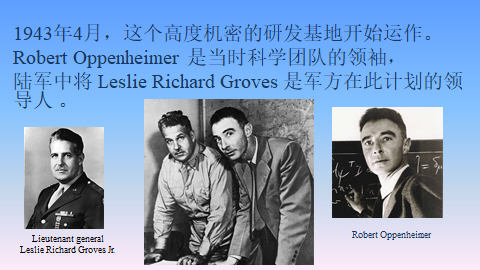 1943年4月，这个高度机密的研发基地开始运作。
Robert Oppenheimer 是当时科学团队的领袖，
陆军中将 Leslie Richard Groves 是军方在此计划的领
导人 。
Lieutenant general
Leslie Richard Groves Jr.
Robert Oppenheimer